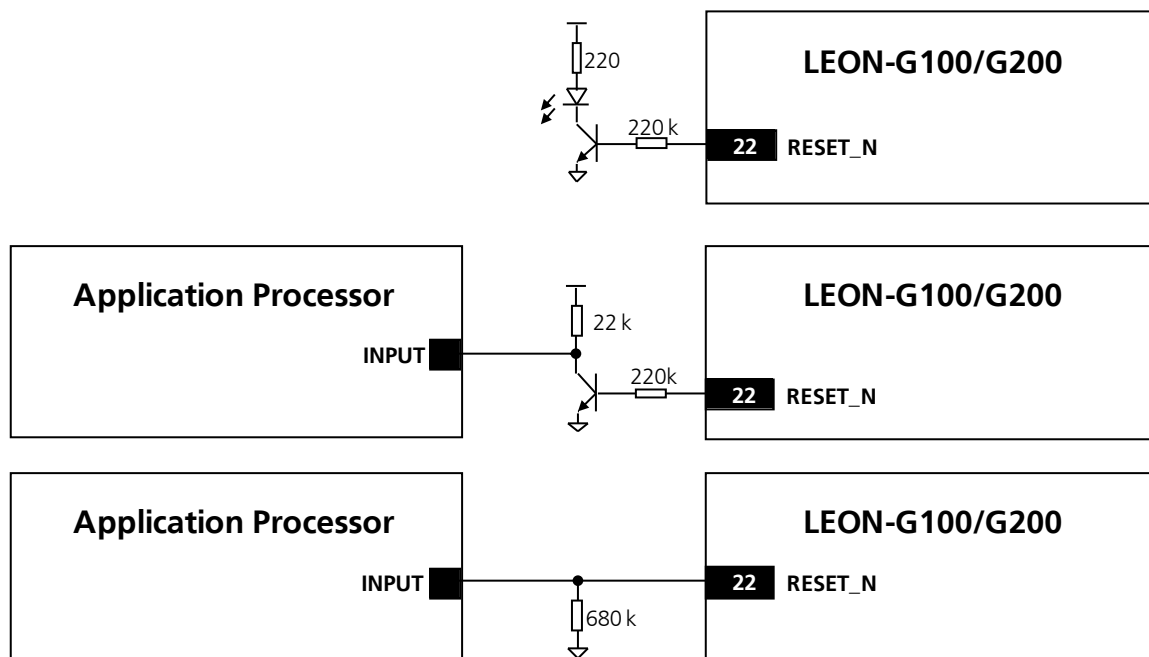 LEON-G100/G200
220
220 k
22 RESET_N
Application Processor
LEON-G100/G200
22 k
INPUT
220k
22 RESET_N
Application Processor
LEON-G100/G200
INPUT
22 RESET_N
680 k